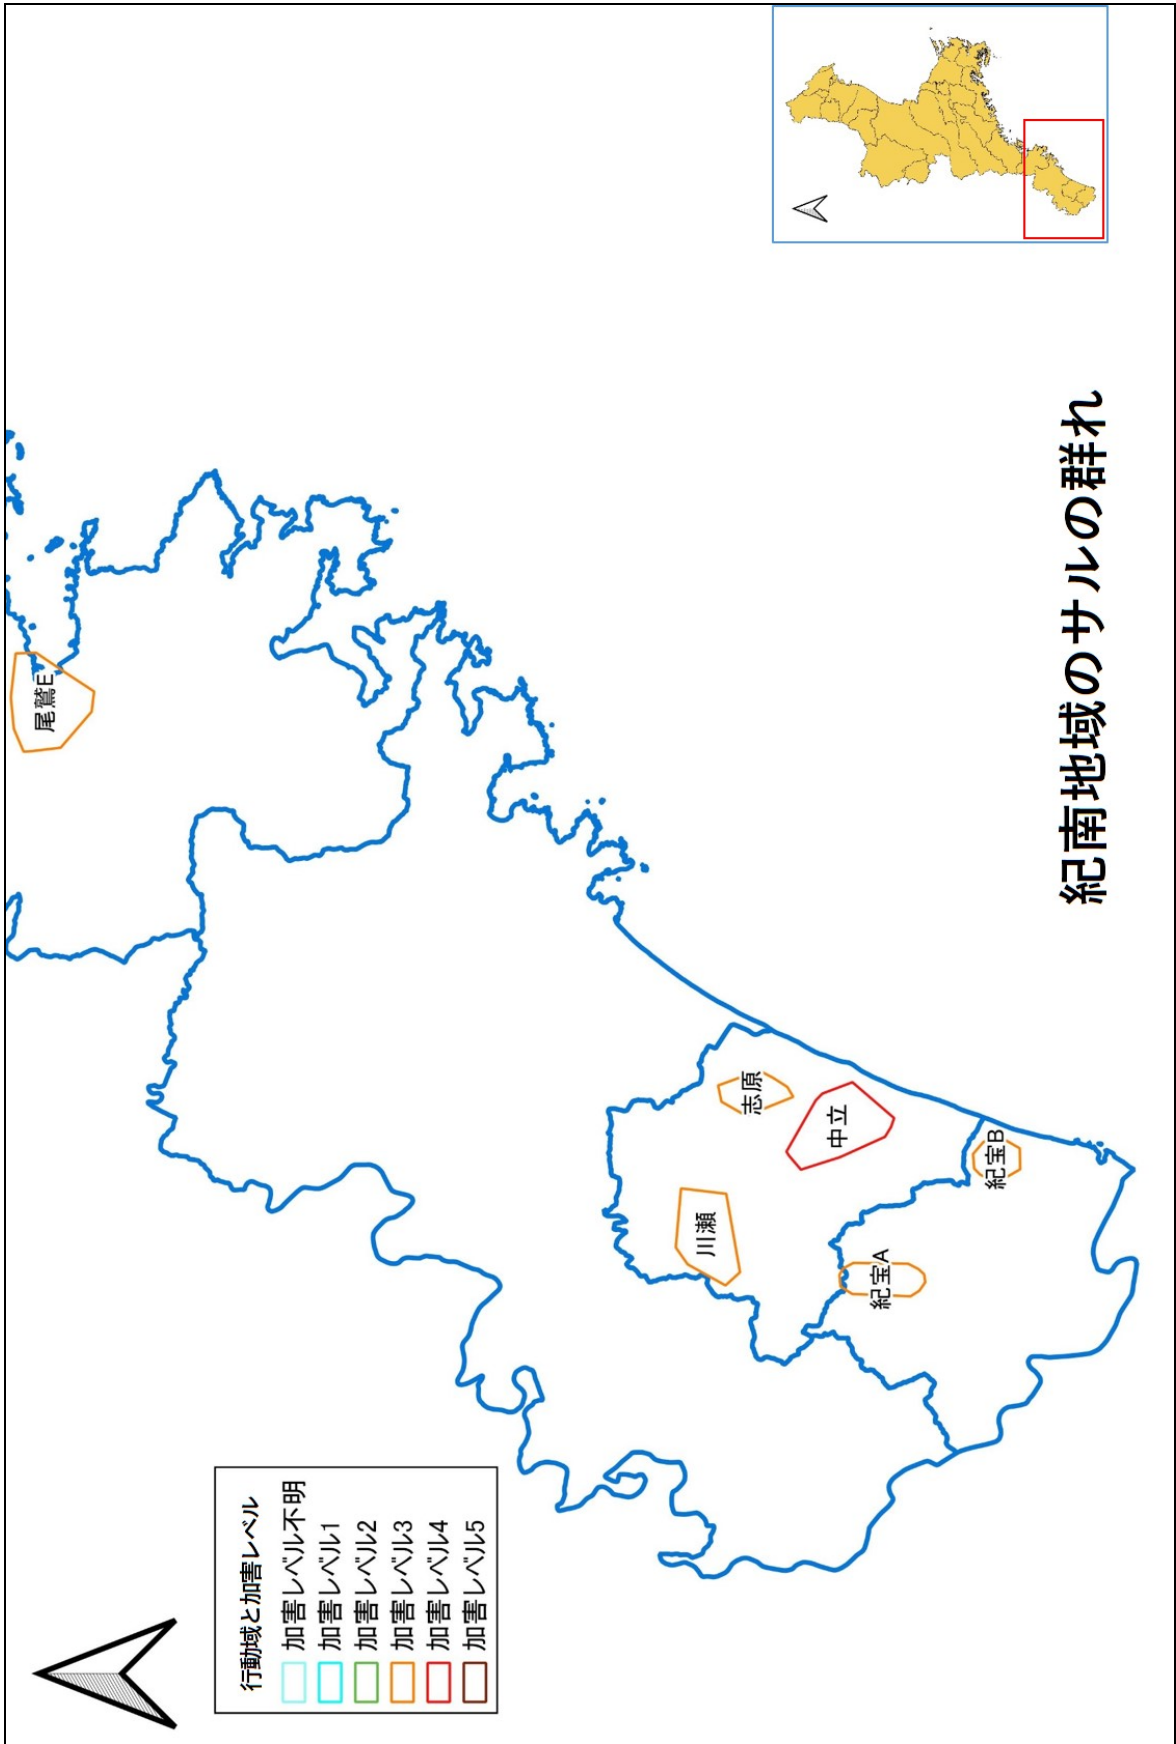 紀南地域のサルの群れ
行動域と加害レベル
加害レベル不明
加害レベル1
加害レベル2
加害レベル3
加害レベル4
加害レベル5
尾鷲E
志原
中立
川瀬
紀宝B
紀宝A